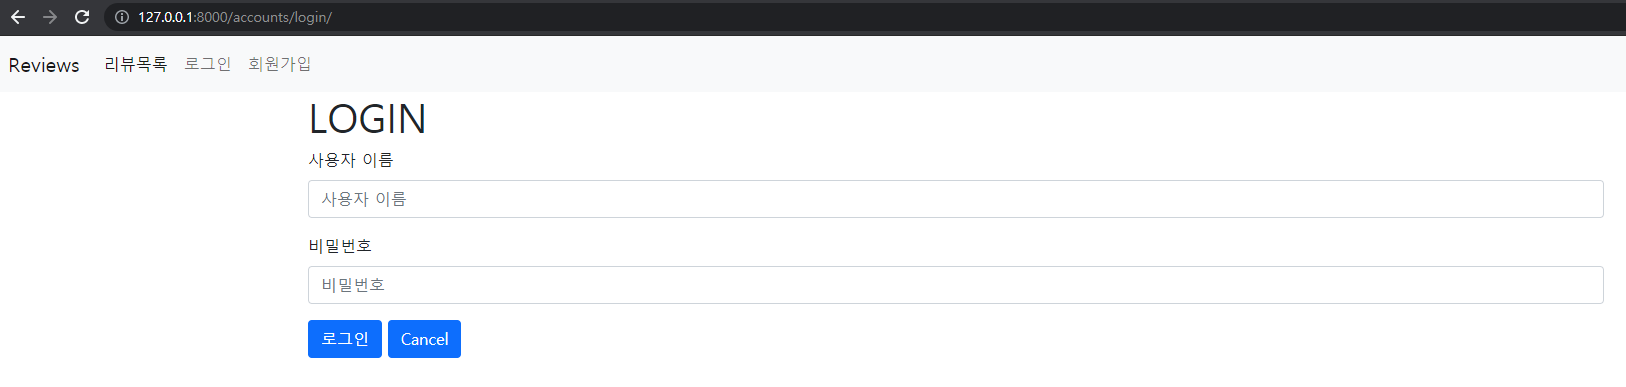 127.0.0.1:8000/accounts/login/
Reviews 리뷰목록 로그인 회원가입
LOGIN
사용자 이름
사용자 이름
비밀번호
비밀번호
로그인 Cancel